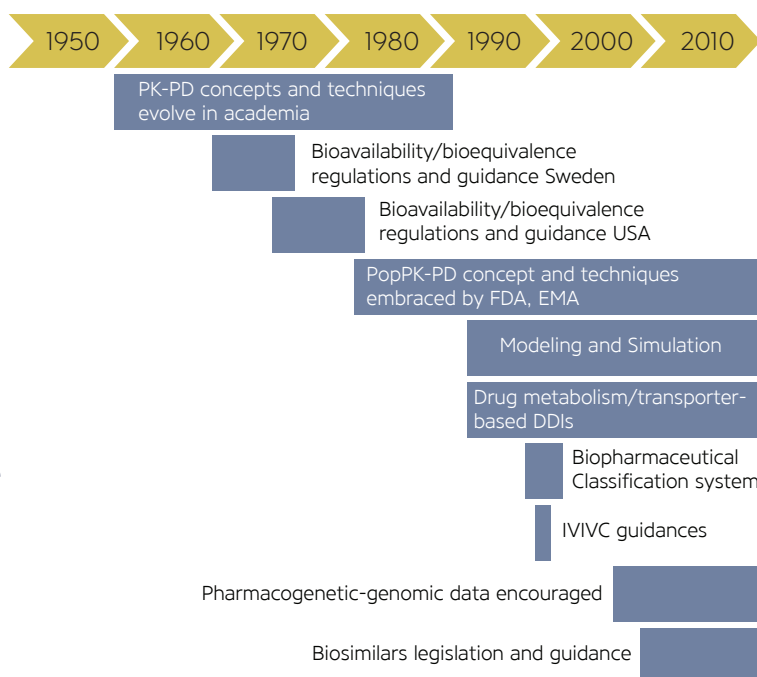 1950 1960 1970 1980 1990 2000 2010
PK-PD concepts and techniques
evolve in academia
Bioavailability/bioequivalence
regulations and guidance Sweden
Bioavailability/bioequivalence
regulations and guidance USA
PopPK-PD concept and techniques
embraced by FDA, EMA
Modeling and Simulation
Drug metabolism/transporter-
based DDIs
Biopharmaceutical
Classification system
IVIVC guidances
Pharmacogenetic-genomic data encouraged
Biosimilars legislation and guidance